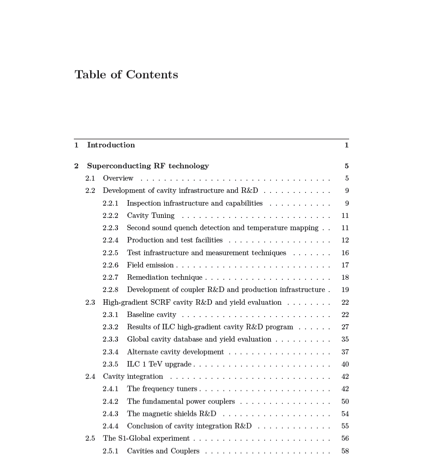 Table of Contents
1 Introduction 1
2 Superconducting RF technology 5
2.1 Overview . . . . . . . . . . . . . . . . . . . . . . . . . . . . . . . . 5
2.2 Development of cavity infrastructure and R&D . . . . . . . . . . . . 9
2.2.1 Inspection infrastructure and capabilities . . . . . . . . . . . 9
2.2.2 Cavity Tuning . . . . . . . . . . . . . . . . . . . . . . . . . 11
2.2.3 Second sound quench detection and temperature mapping . . 11
2.2.4 Production and test facilities . . . . . . . . . . . . . . . . . . 12
2.2.5 Test infrastructure and measurement techniques . . . . . . . 16
2.2.6 Field emission . . . . . . . . . . . . . . . . . . . . . . . . . . 17
2.2.7 Remediation technique . . . . . . . . . . . . . . . . . . . . . . 18
2.2.8 Development of coupler R&D and production infrastructure . 19
2.3 High-gradient SCRF cavity R&D and yield evaluation . . . . . . . . 22
2.3.1 Baseline cavity . . . . . . . . . . . . . . . . . . . . . . . . . 22
2.3.2 Results of ILC high-gradient cavity R&D program . . . . . . 27
2.3.3 Global cavity database and yield evaluation . . . . . . . . . . 35
2.3.4 Alternate cavity development . . . . . . . . . . . . . . . . . . 37
2.3.5 ILC 1 TeV upgrade . . . . . . . . . . . . . . . . . . . . . . . . 40
2.4 Cavity integration . . . . . . . . . . . . . . . . . . . . . . . . . . . . 42
2.4.1 The frequency tuners . . . . . . . . . . . . . . . . . . . . . . . 42
2.4.2 The fundamental power couplers . . . . . . . . . . . . . . . . 50
2.4.3 The magnetic shields R&D . . . . . . . . . . . . . . . . . . . 54
2.4.4 Conclusion of cavity integration R&D . . . . . . . . . . . . . 55
2.5 The S1-Global experiment . . . . . . . . . . . . . . . . . . . . . . . . 56
2.5.1 Cavities and Couplers . . . . . . . . . . . . . . . . . . . . . . 58